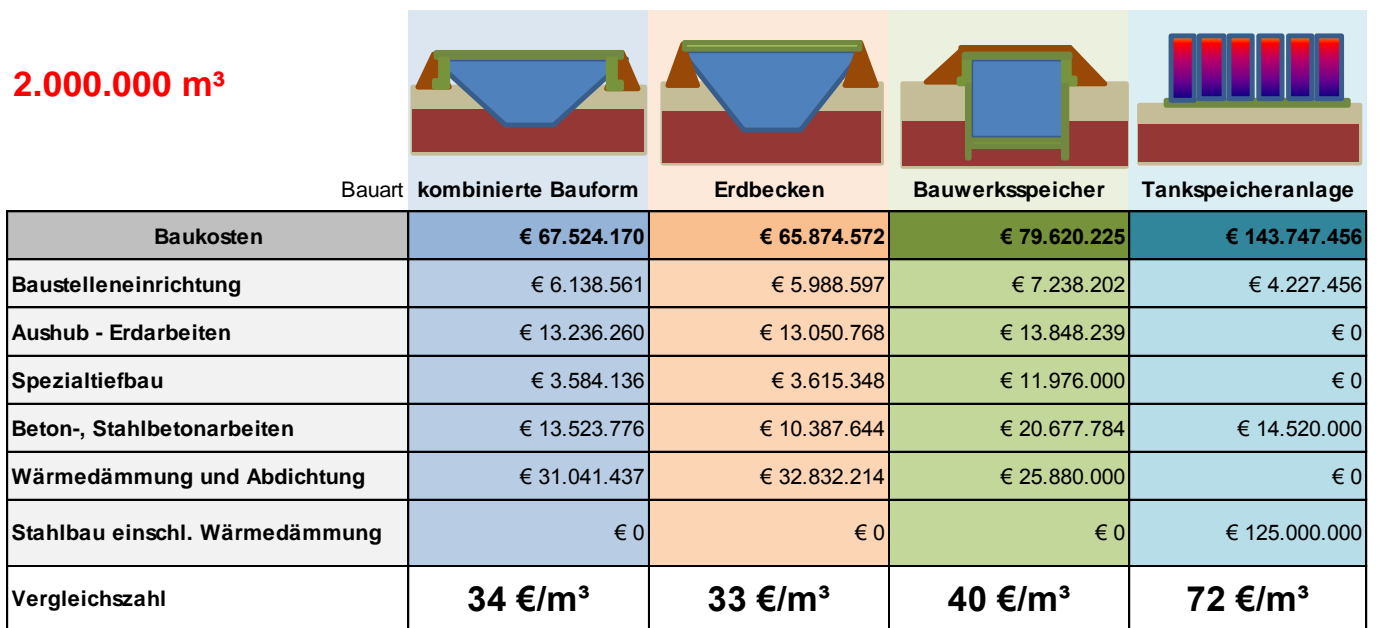 2.000.000 m³
Bauart kombinierte Bauform Erdbecken Bauwerksspeicher Tankspeicheranlage
Baukosten € 67.524.170 € 65.874.572 € 79.620.225 € 143.747.456
Baustelleneinrichtung € 6.138.561 € 5.988.597 € 7.238.202 € 4.227.456
Aushub - Erdarbeiten € 13.236.260 € 13.050.768 € 13.848.239 € 0
Spezialtiefbau € 3.584.136 € 3.615.348 € 11.976.000 € 0
Beton-, Stahlbetonarbeiten € 13.523.776 € 10.387.644 € 20.677.784 € 14.520.000
Wärmedämmung und Abdichtung € 31.041.437 € 32.832.214 € 25.880.000 € 0
Stahlbau einschl. Wärmedämmung € 0 € 0 € 0 € 125.000.000
Vergleichszahl 34 €/m³ 33 €/m³ 40 €/m³ 72 €/m³